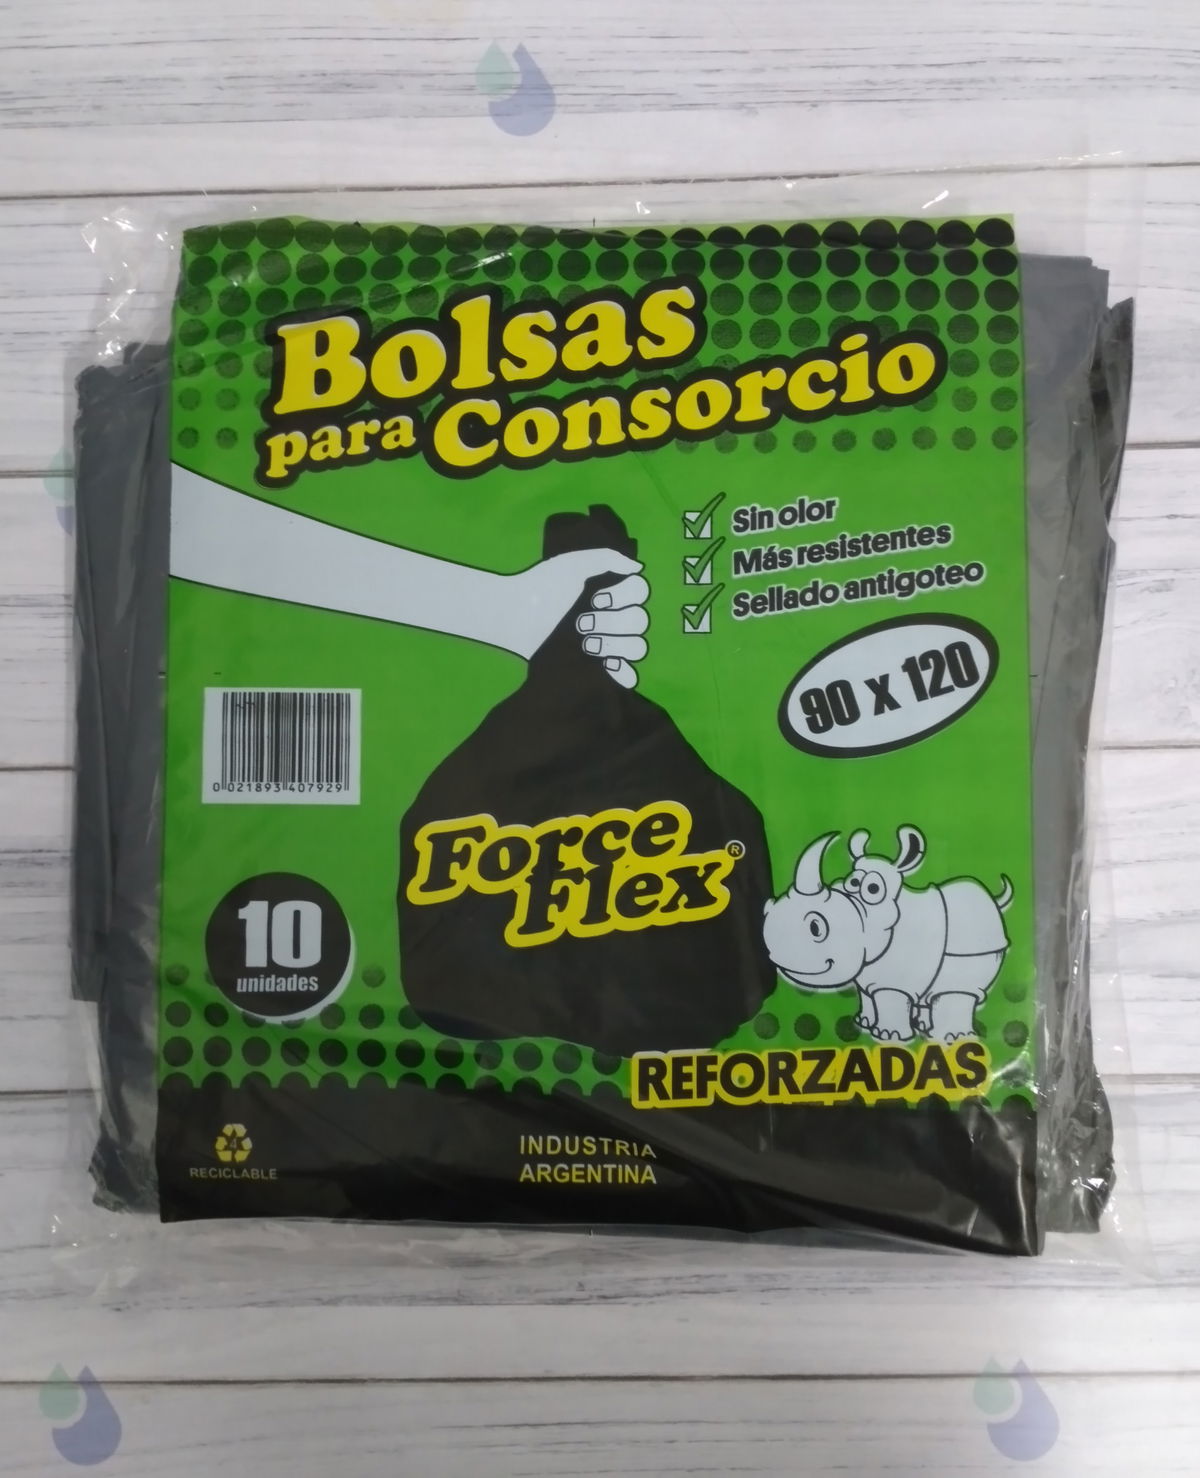 Bolsas
para Consorcio
Sin olor
Más resistentes
Sellado antigoteo
90 x 120
0 021893 407929
Force
Flex®
10
unidades
REFORZADAS
4
RECICLABLE
INDUSTRIA
ARGENTINA